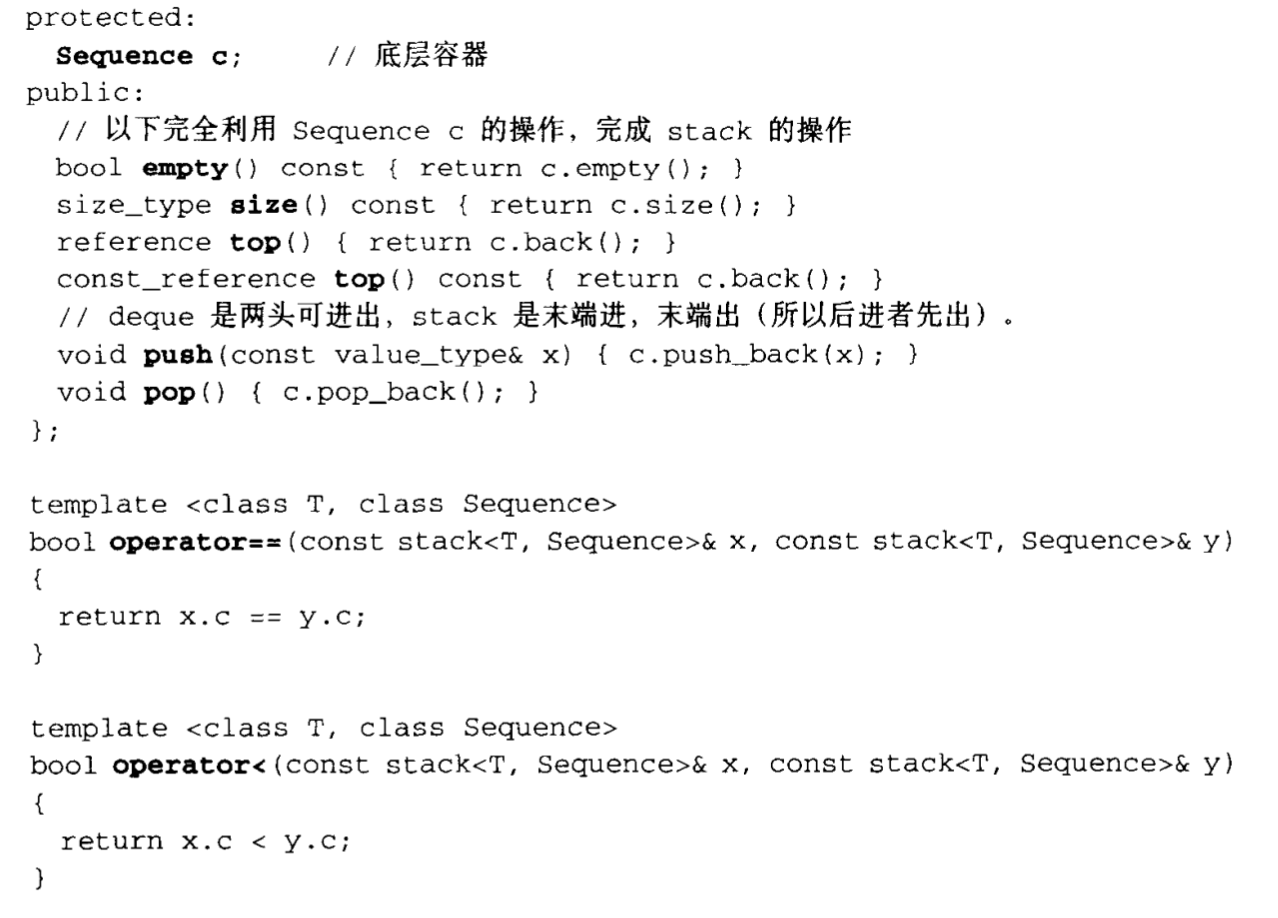 protected:
  Sequence c;     // 底层容器
public:
  // 以下完全利用 Sequence c 的操作，完成 stack 的操作
  bool empty() const { return c.empty(); }
  size_type size() const { return c.size(); }
  reference top() { return c.back(); }
  const_reference top() const { return c.back(); }
  // deque 是两头可进出，stack 是末端进，末端出（所以后进者先出）。
  void push(const value_type& x) { c.push_back(x); }
  void pop() { c.pop_back(); }
};

template <class T, class Sequence>
bool operator==(const stack<T, Sequence>& x, const stack<T, Sequence>& y)
{
  return x.c == y.c;
}

template <class T, class Sequence>
bool operator<(const stack<T, Sequence>& x, const stack<T, Sequence>& y)
{
  return x.c < y.c;
}